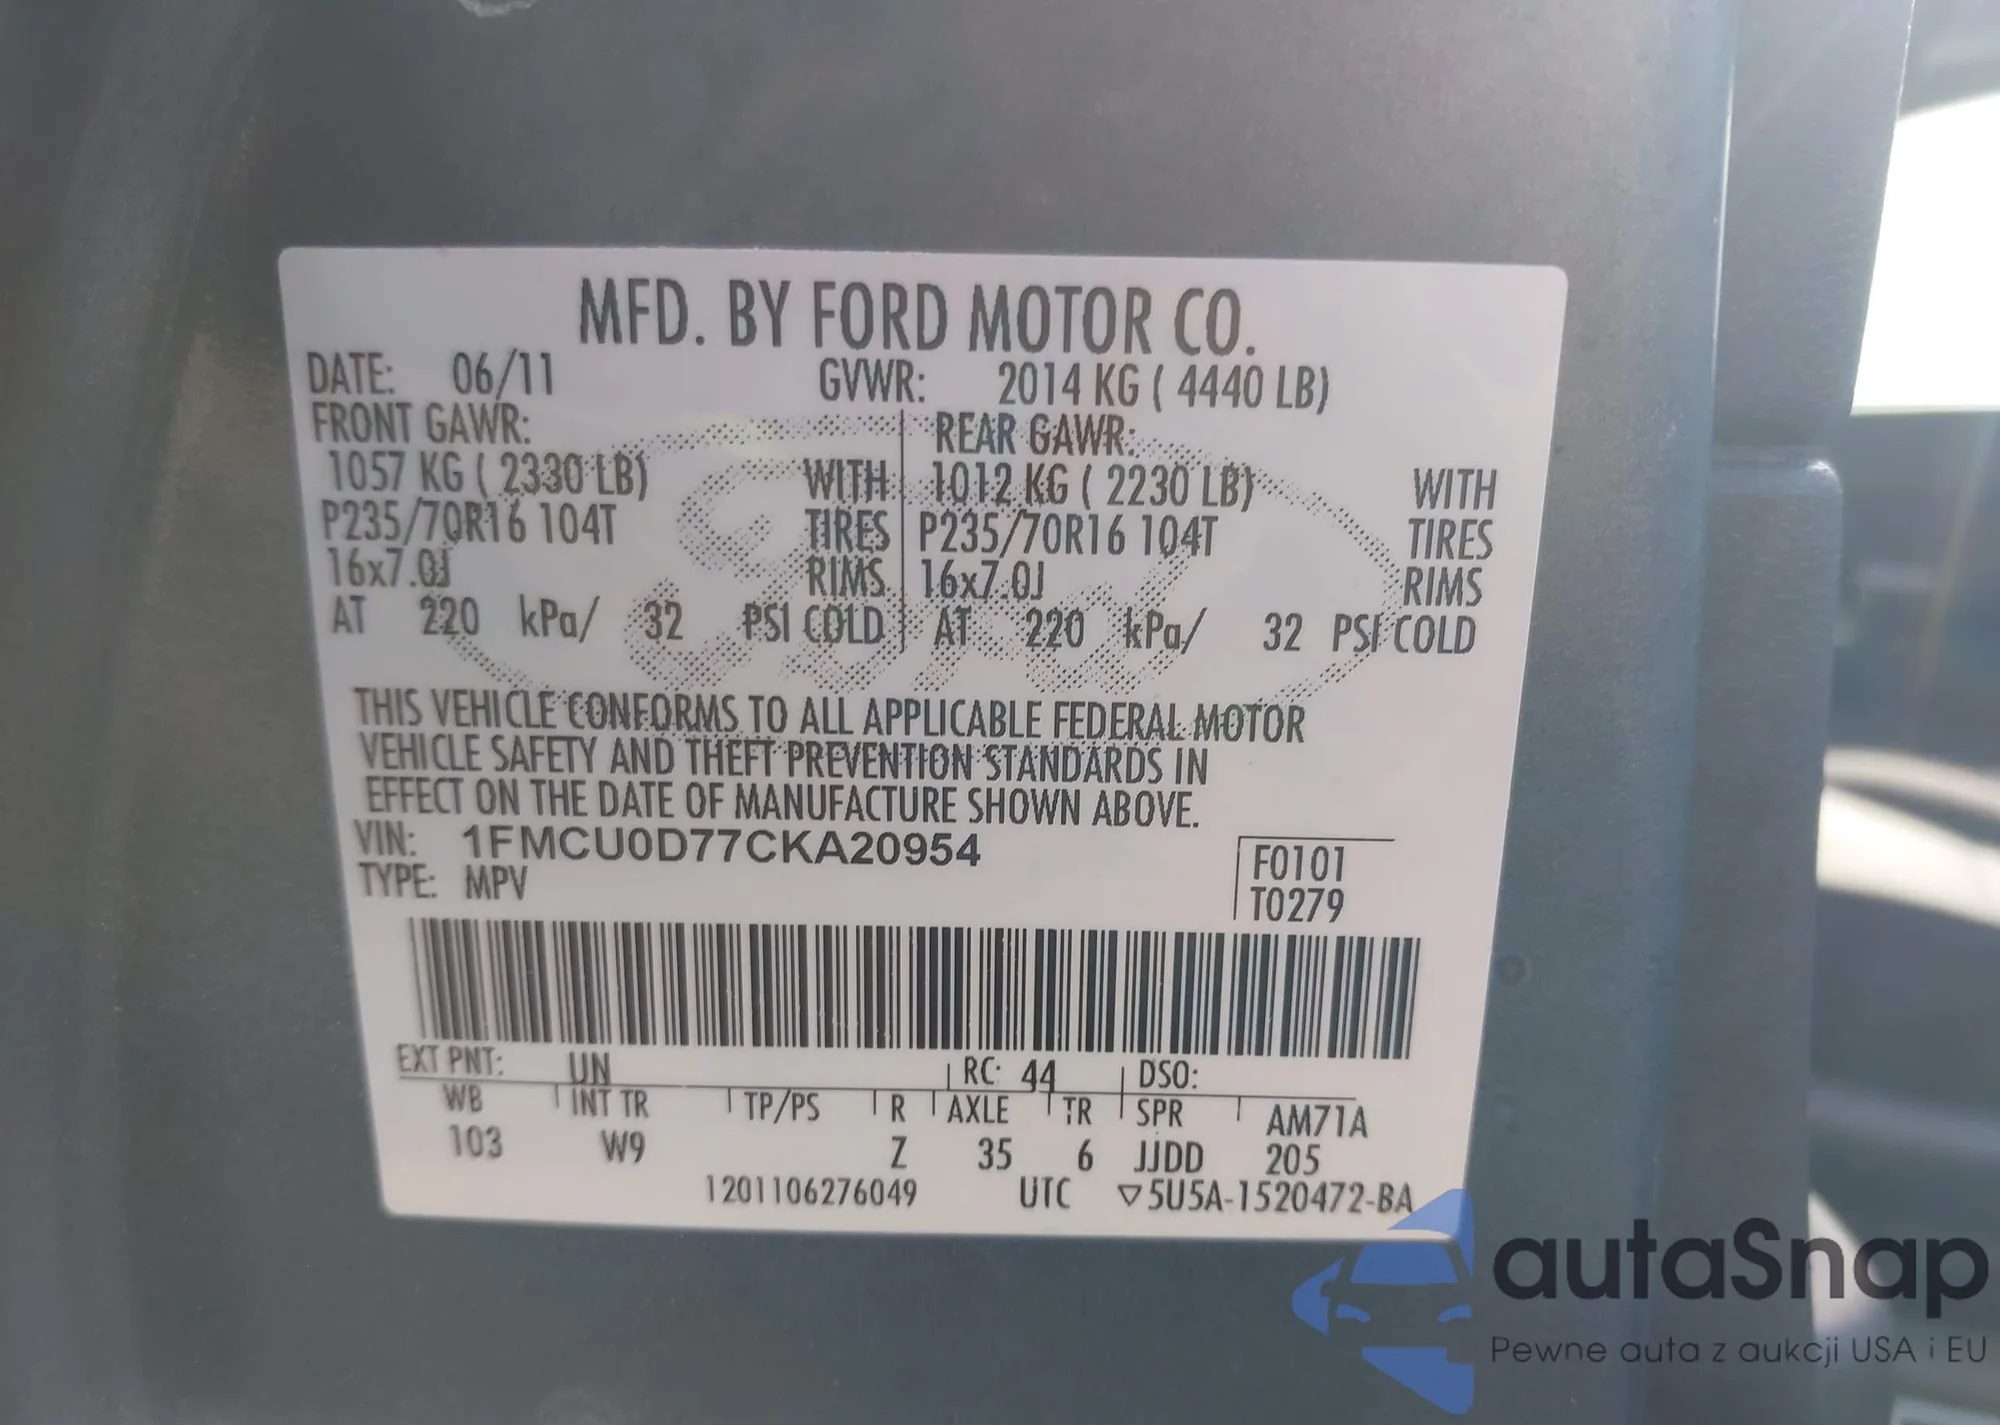 MFD. BY FORD MOTOR CO.
DATE: 06/11 GVWR: 2014 KG ( 4440 LB)
FRONT GAWR: REAR GAWR:
1057 KG ( 2330 LB) WITH 1012 KG ( 2230 LB) WITH
P235/70R16 104T TIRES P235/70R16 104T TIRES
16x7.0J RIMS 16x7.0J RIMS
AT 220 kPa/ 32 PSI COLD AT 220 kPa/ 32 PSI COLD
THIS VEHICLE CONFORMS TO ALL APPLICABLE FEDERAL MOTOR
VEHICLE SAFETY AND THEFT PREVENTION STANDARDS IN
EFFECT ON THE DATE OF MANUFACTURE SHOWN ABOVE.
VIN: 1FMCU0D77CKA20954 F0101
TYPE: MPV T0279
EXT PNT: UN RC: 44 DSO:
WB INT TR TP/PS R AXLE TR SPR AM71A
103 W9 Z 35 6 JJDD 205
1201106276049 UTC ▽5U5A-1520472-BA
autaSnap
Pewne auta z aukcji USA i EU